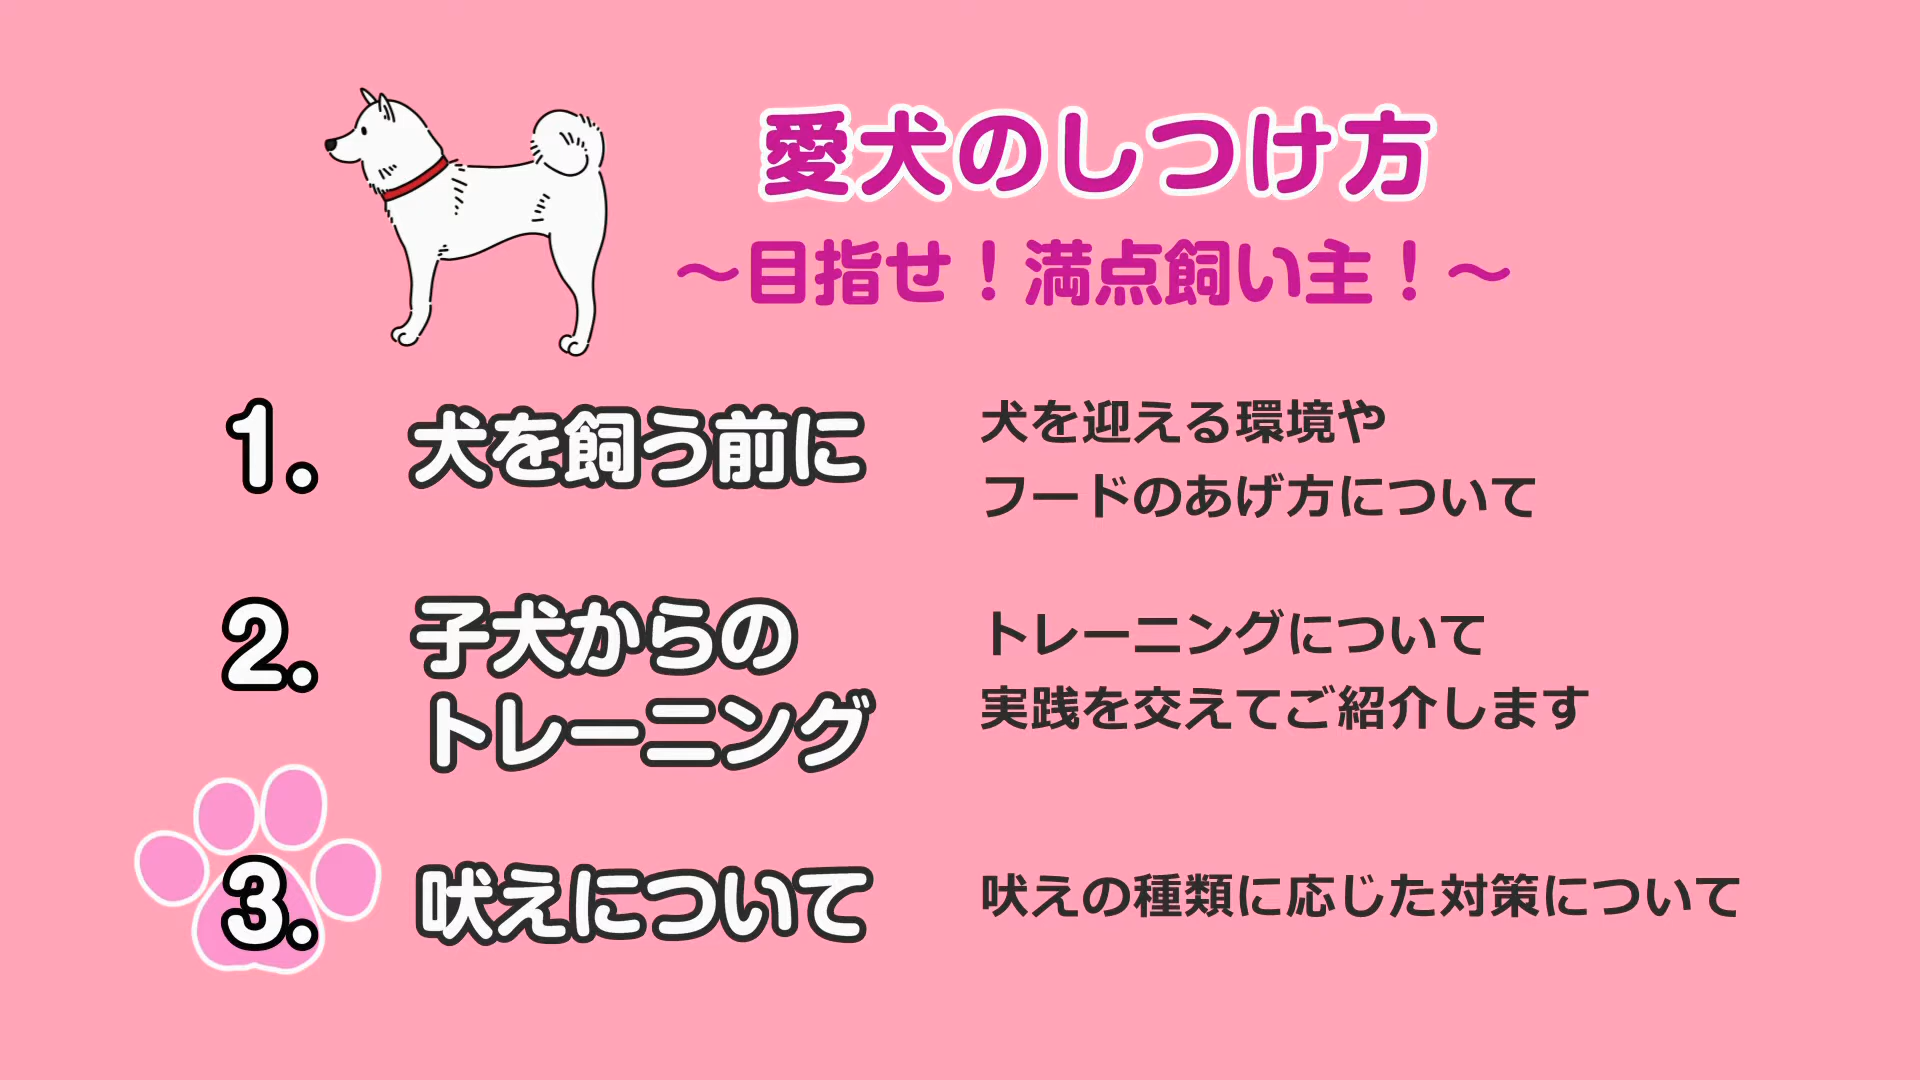 愛犬のしつけ方
～目指せ！満点飼い主！～
1.
犬を飼う前に
犬を迎える環境や
フードのあげ方について
2.
子犬からの
トレーニング
トレーニングについて
実践を交えてご紹介します
3.
吠えについて
吠えの種類に応じた対策について